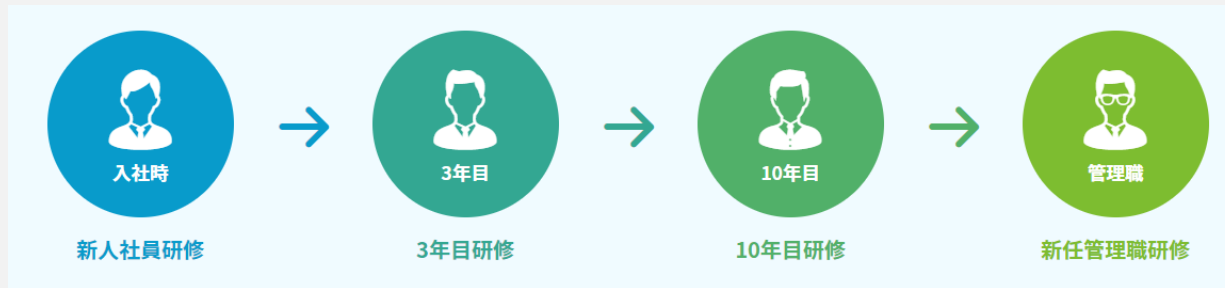 入社時
3年目
10年目
管理職
新人社員研修
3年目研修
10年目研修
新任管理職研修